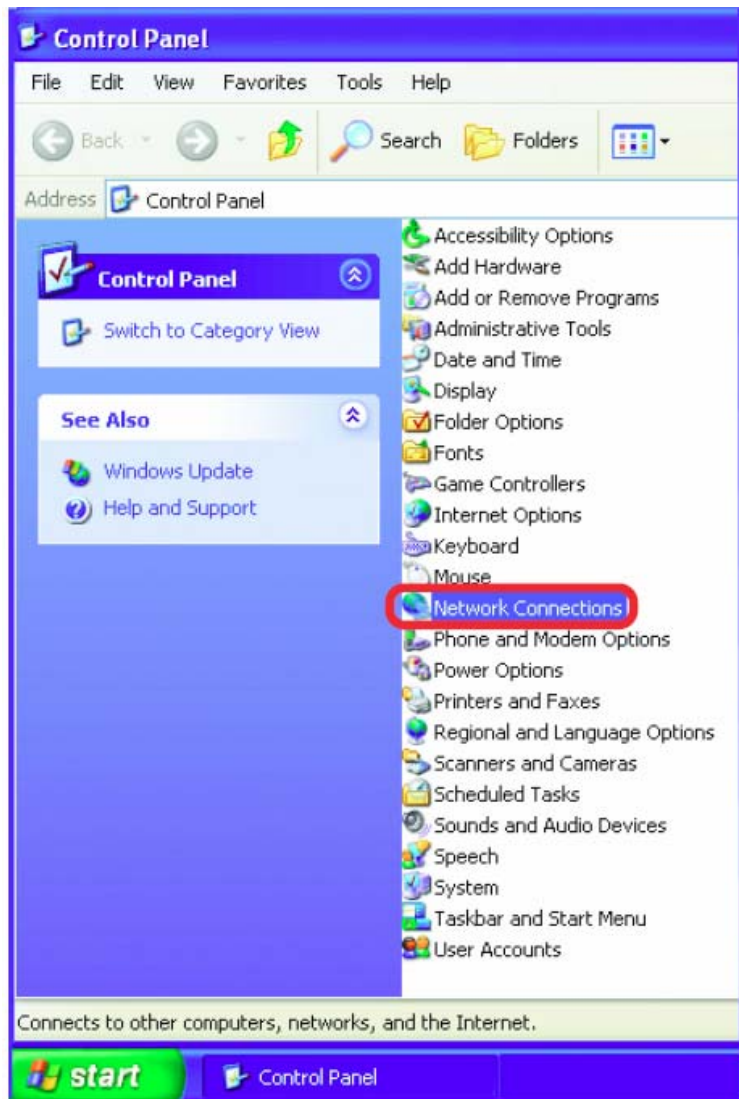 Control Panel
File Edit View Favorites Tools Help
Back Search Folders
Address Control Panel
Control Panel
Switch to Category View
See Also
Windows Update
Help and Support
Accessibility Options
Add Hardware
Add or Remove Programs
Administrative Tools
Date and Time
Display
Folder Options
Fonts
Game Controllers
Internet Options
Keyboard
Mouse
Network Connections
Phone and Modem Options
Power Options
Printers and Faxes
Regional and Language Options
Scanners and Cameras
Scheduled Tasks
Sounds and Audio Devices
Speech
System
Taskbar and Start Menu
User Accounts
Connects to other computers, networks, and the Internet.
start Control Panel